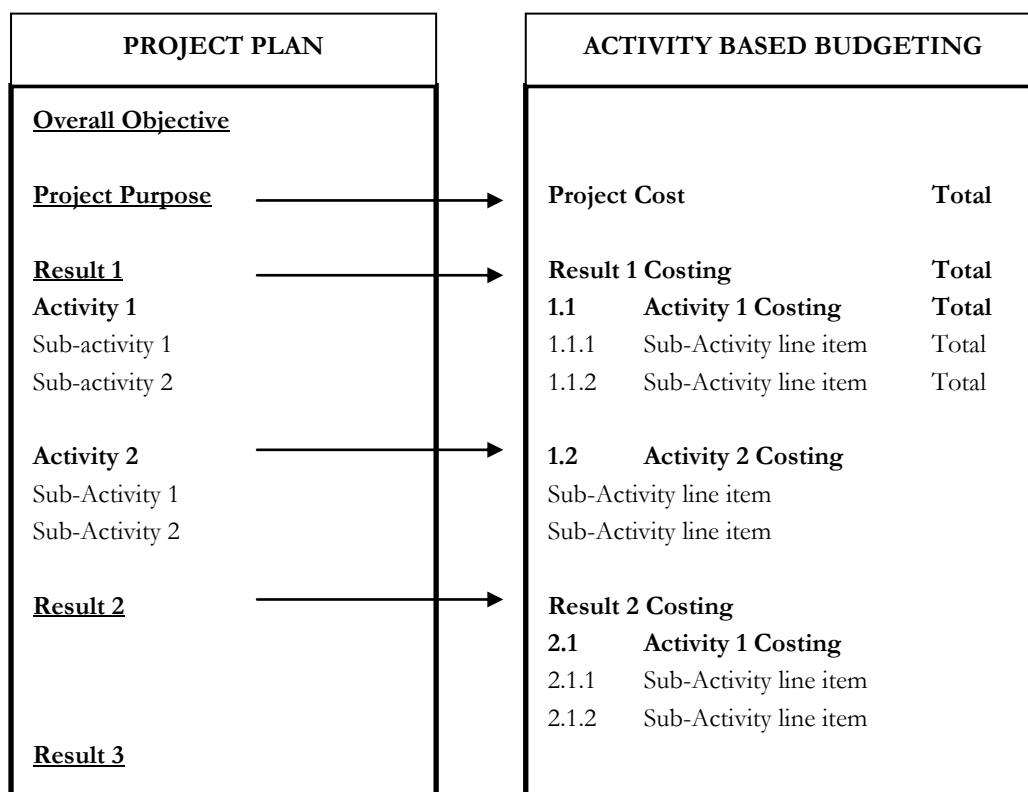 PROJECT PLAN
Overall Objective
Project Purpose
Result 1
Activity 1
Sub-activity 1
Sub-activity 2
Activity 2
Sub-Activity 1
Sub-Activity 2
Result 2
Result 3
ACTIVITY BASED BUDGETING
Project Cost Total
Result 1 Costing Total
1.1 Activity 1 Costing Total
1.1.1 Sub-Activity line item Total
1.1.2 Sub-Activity line item Total
1.2 Activity 2 Costing
Sub-Activity line item
Sub-Activity line item
Result 2 Costing
2.1 Activity 1 Costing
2.1.1 Sub-Activity line item
2.1.2 Sub-Activity line item